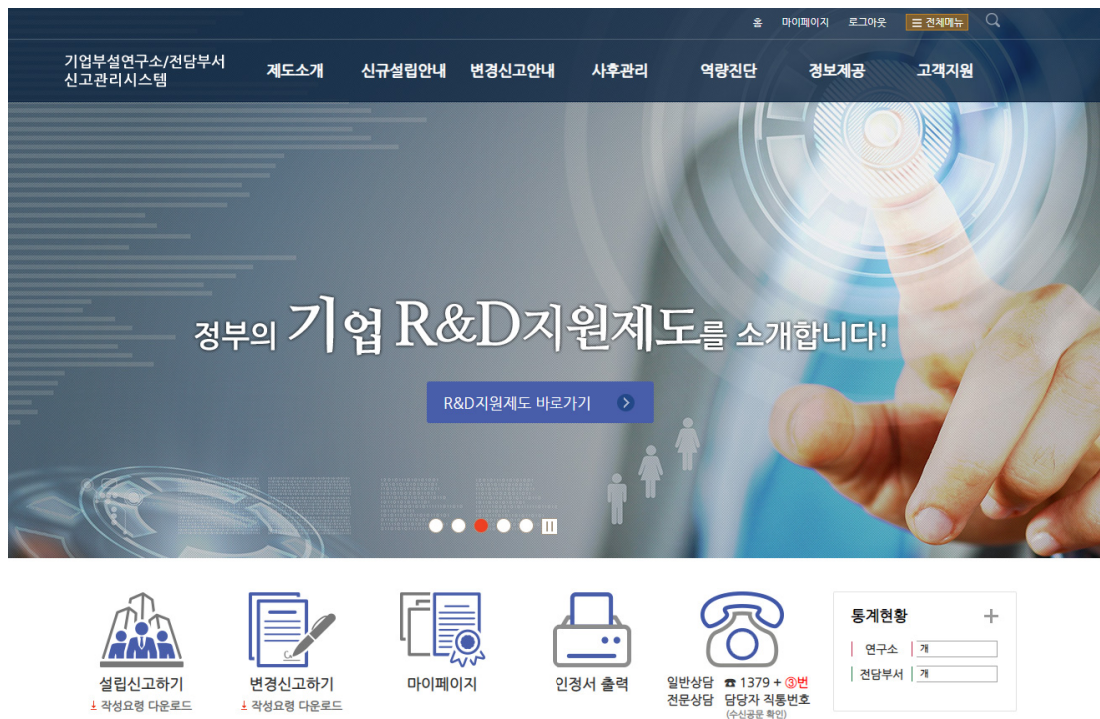 홈 마이페이지 로그아웃 전체메뉴
기업부설연구소/전담부서
신고관리시스템
제도소개 신규설립안내 변경신고안내 사후관리 역량진단 정보제공 고객지원
정부의 기업 R&D지원제도를 소개합니다!
R&D지원제도 바로가기
설립신고하기
작성요령 다운로드
변경신고하기
작성요령 다운로드
마이페이지
인정서 출력
일반상담 ☎ 1379 + ③번
전문상담 담당자 직통번호
(수신공문 확인)
통계현황
연구소 개
전담부서 개